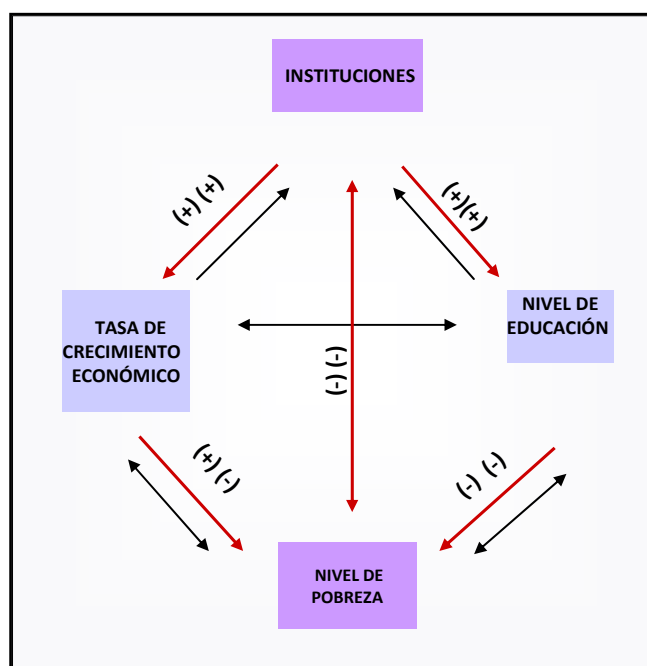 INSTITUCIONES
(+) (+)
(+)(+)
TASA DE
CRECIMIENTO
ECONÓMICO
NIVEL DE
EDUCACIÓN
(-) (-)
(+) (-)
(-) (-)
NIVEL DE
POBREZA